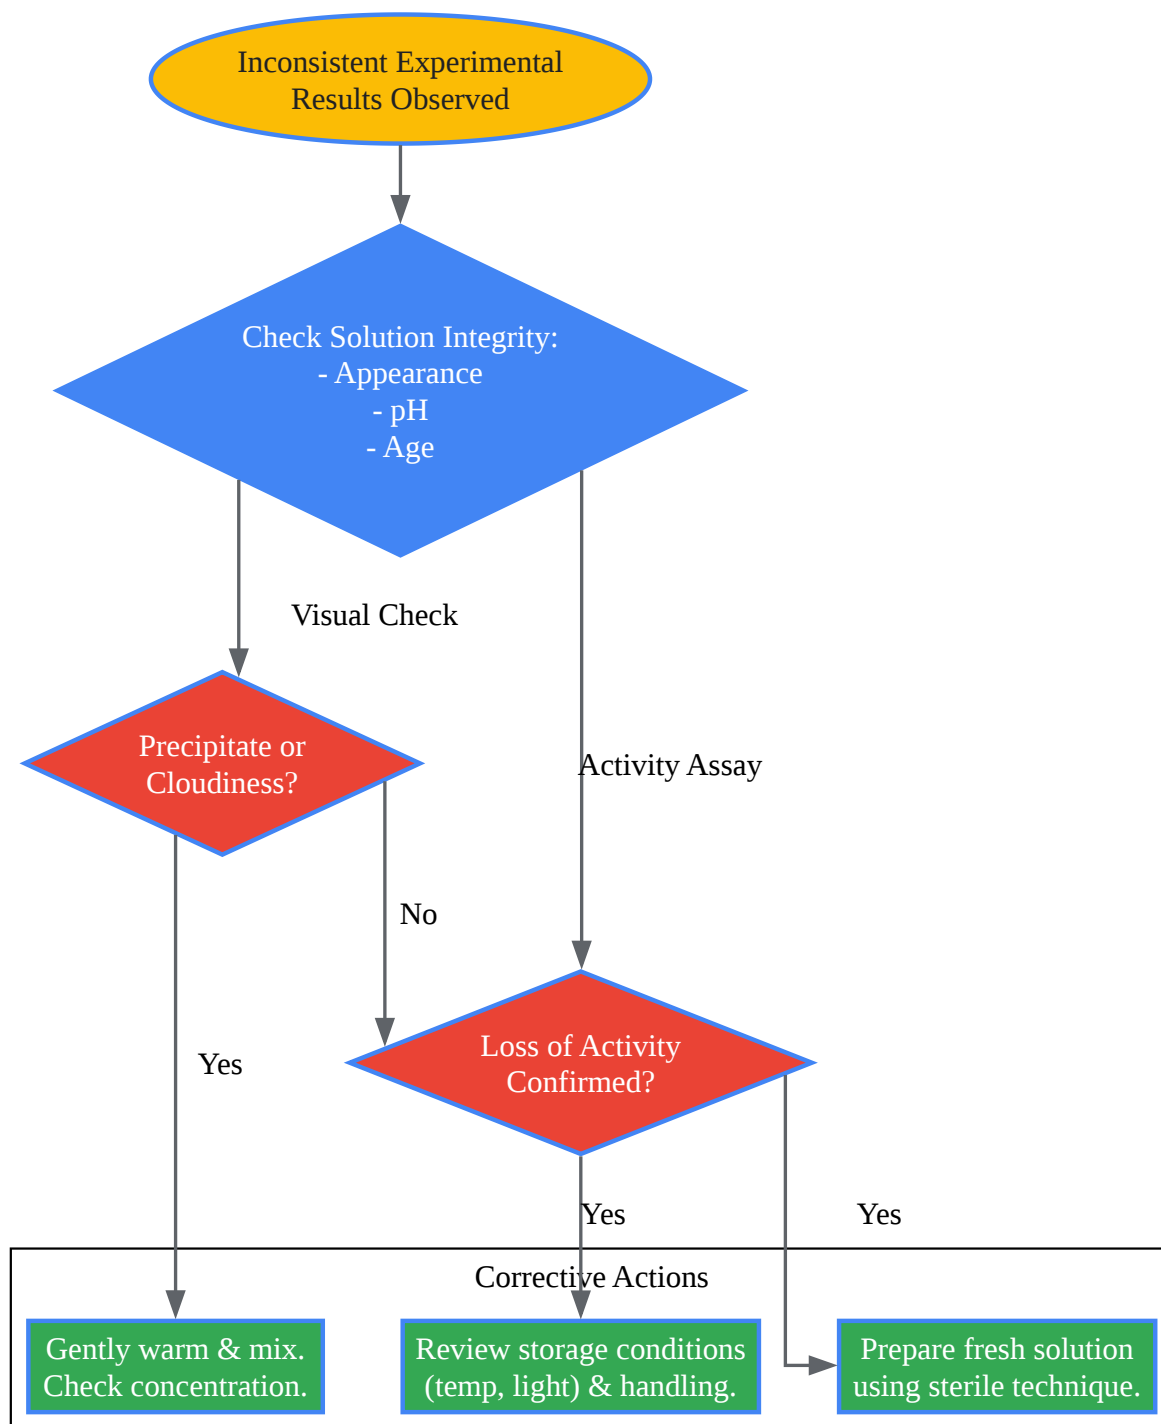 Inconsistent Experimental
Results Observed
Check Solution Integrity:
- Appearance
- pH
- Age
Visual Check
Precipitate or
Cloudiness?
Activity Assay
No
Yes
Loss of Activity
Confirmed?
Yes
Yes
Corrective Actions
Gently warm & mix.
Check concentration.
Review storage conditions
(temp, light) & handling.
Prepare fresh solution
using sterile technique.